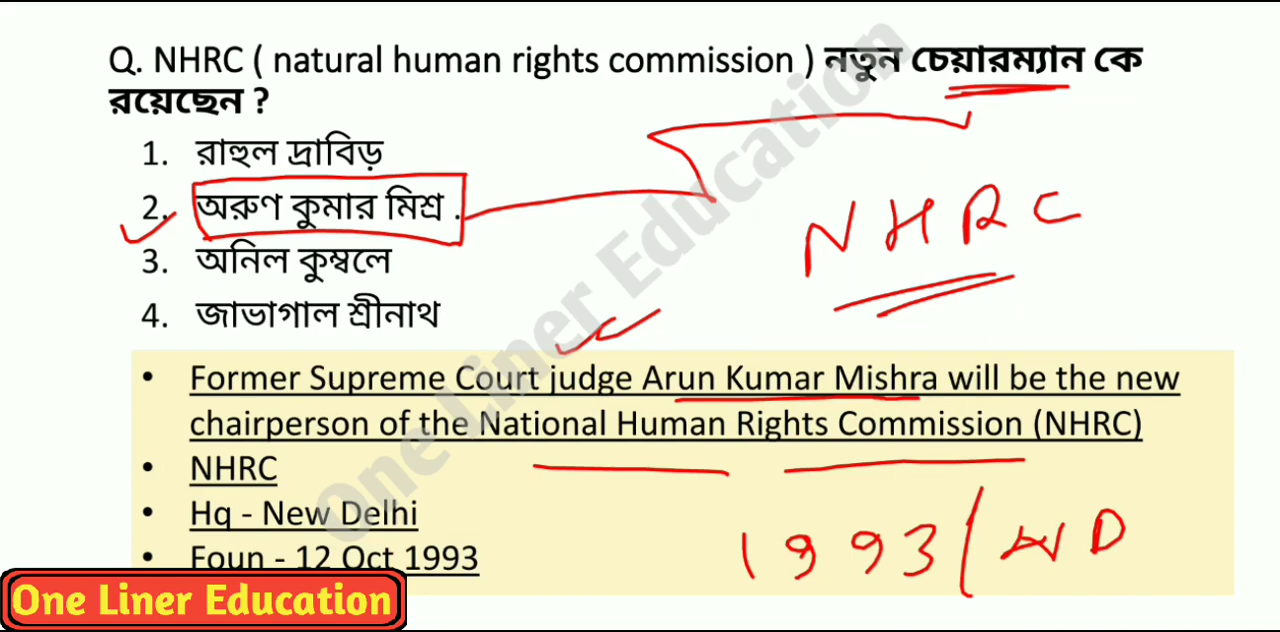 Q. NHRC ( natural human rights commission ) নতুন চেয়ারম্যান কে
রয়েছেন ?
1. রাহুল দ্রাবিড়
2. অরুণ কুমার মিশ্র .
3. অনিল কুম্বলে
4. জাভাগাল শ্রীনাথ
NHRC
• Former Supreme Court judge Arun Kumar Mishra will be the new
chairperson of the National Human Rights Commission (NHRC)
• NHRC
• Hq - New Delhi
• Foun - 12 Oct 1993
1993/ND
One Liner Education
One Liner Education